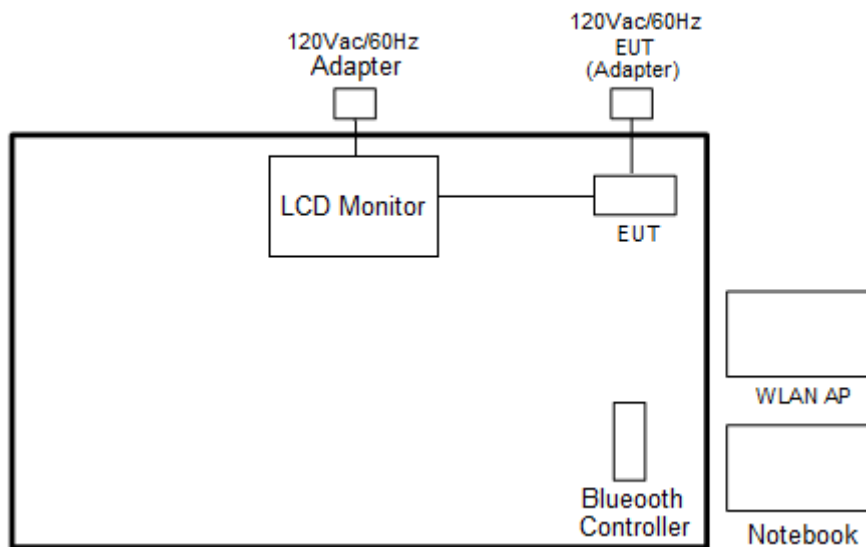 120Vac/60Hz
Adapter
120Vac/60Hz
EUT
(Adapter)
LCD Monitor
EUT
WLAN AP
Blueooth
Controller
Notebook